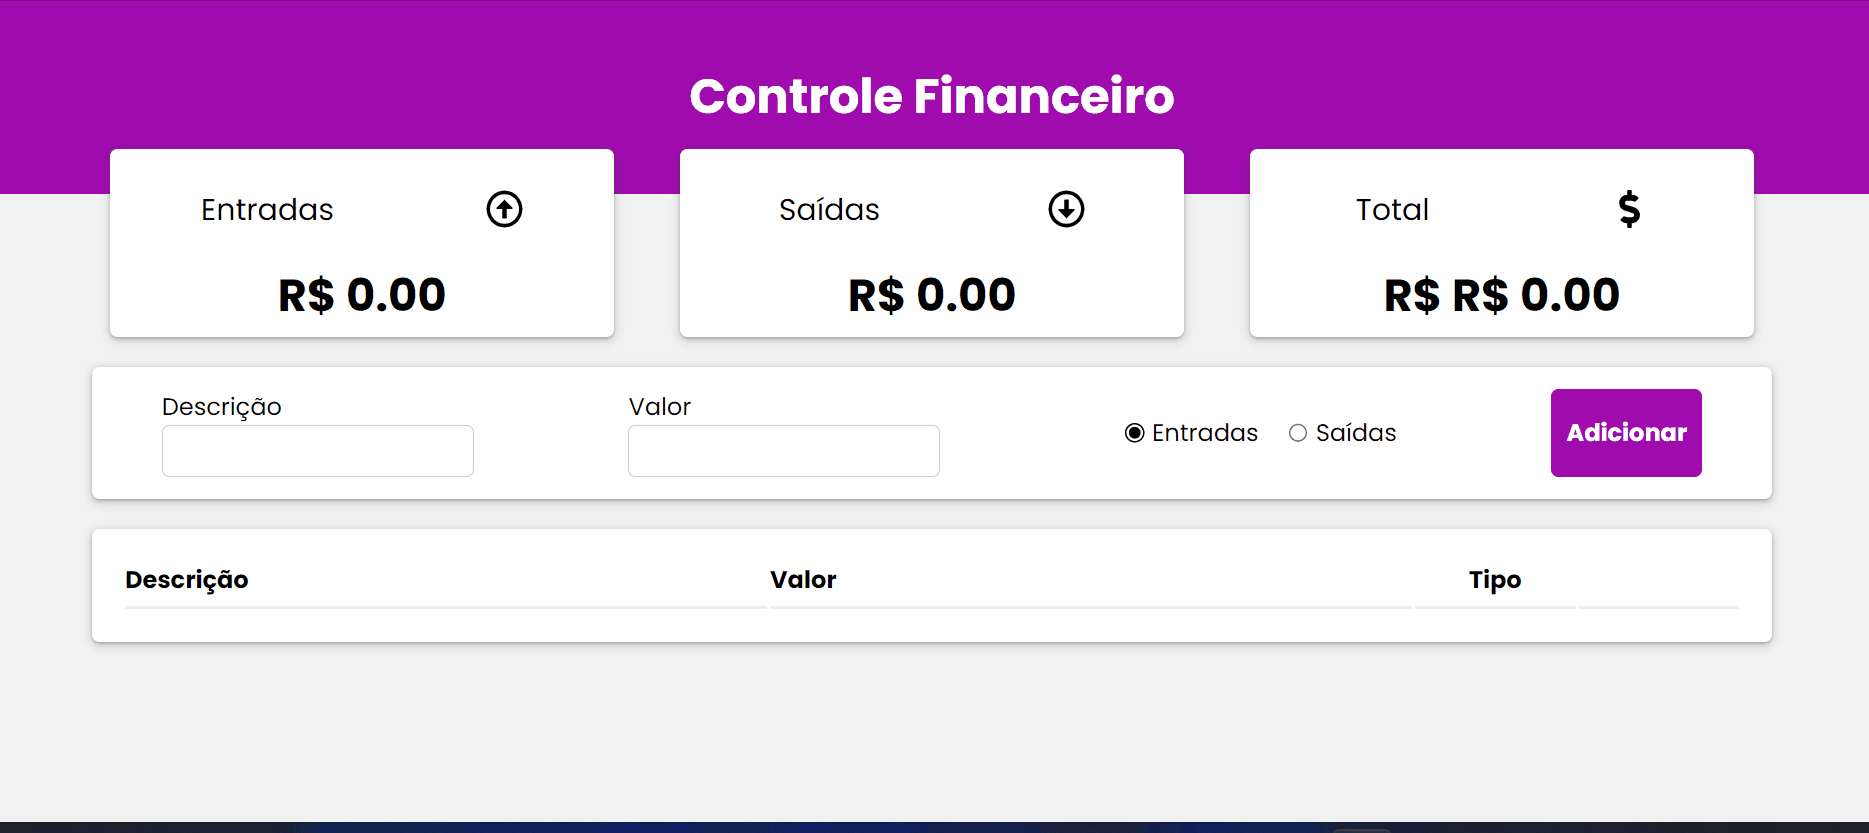 Controle Financeiro
Entradas
R$ 0.00
Saídas
R$ 0.00
Total
R$ R$ 0.00
Descrição
Valor
Entradas Saídas
Adicionar
Descrição Valor Tipo